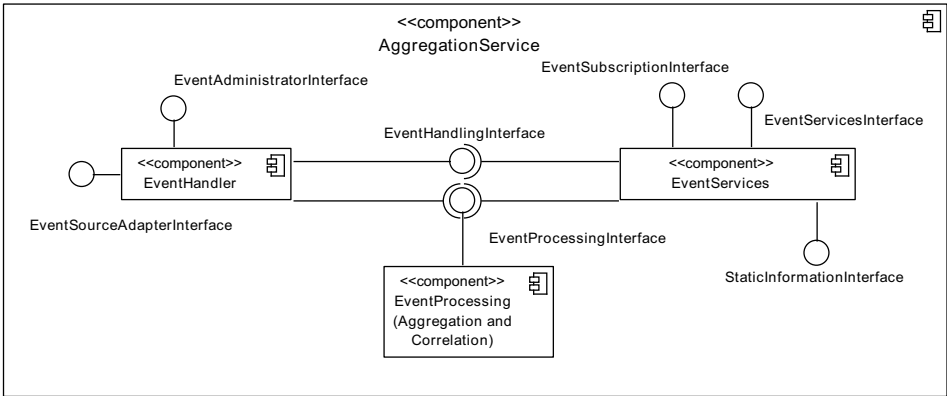 <<component>>
AggregationService
EventAdministratorInterface
EventSubscriptionInterface
EventServicesInterface
EventHandlingInterface
<<component>>
EventHandler
<<component>>
EventServices
EventSourceAdapterInterface
EventProcessingInterface
StaticInformationInterface
<<component>>
EventProcessing
(Aggregation and
Correlation)